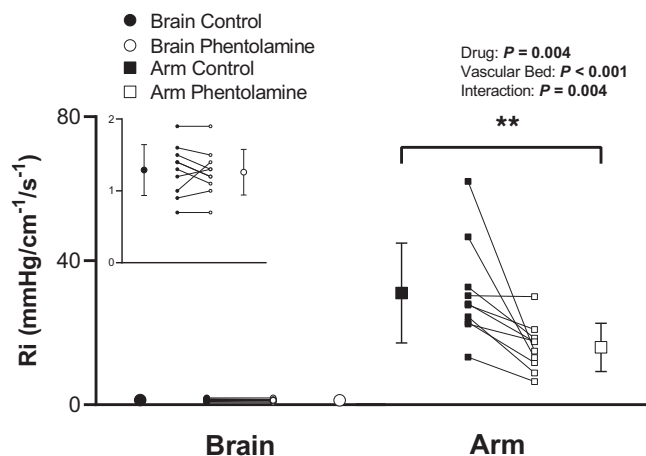 Brain Control
Brain Phentolamine
Arm Control
Arm Phentolamine
Drug: P = 0.004
Vascular Bed: P < 0.001
Interaction: P = 0.004
**
80
40
0
2
1
0
Ri (mmHg/cm⁻¹/s⁻¹)
Brain
Arm